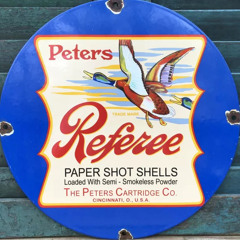 Peters
TRADE MARK
Referee
PAPER SHOT SHELLS
Loaded With Semi - Smokeless Powder
THE PETERS CARTRIDGE CO.
CINCINNATI, O., U.S.A.